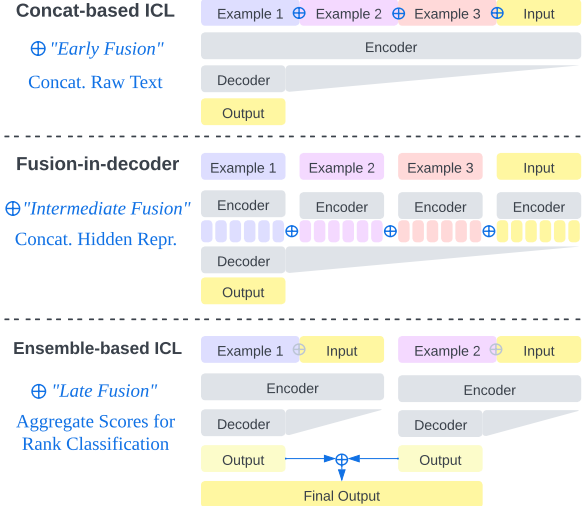 Concat-based ICL
Example 1 ⊕ Example 2 ⊕ Example 3 ⊕ Input
⊕ "Early Fusion"
Encoder
Concat. Raw Text
Decoder
Output
Fusion-in-decoder
Example 1 Example 2 Example 3 Input
⊕ "Intermediate Fusion"
Encoder Encoder Encoder Encoder
Concat. Hidden Repr.
⊕ ⊕ ⊕
Decoder
Output
Ensemble-based ICL
Example 1 ⊕ Input Example 2 ⊕ Input
⊕ "Late Fusion"
Encoder Encoder
Aggregate Scores for
Rank Classification
Decoder Decoder
Output ⊕ Output
Final Output